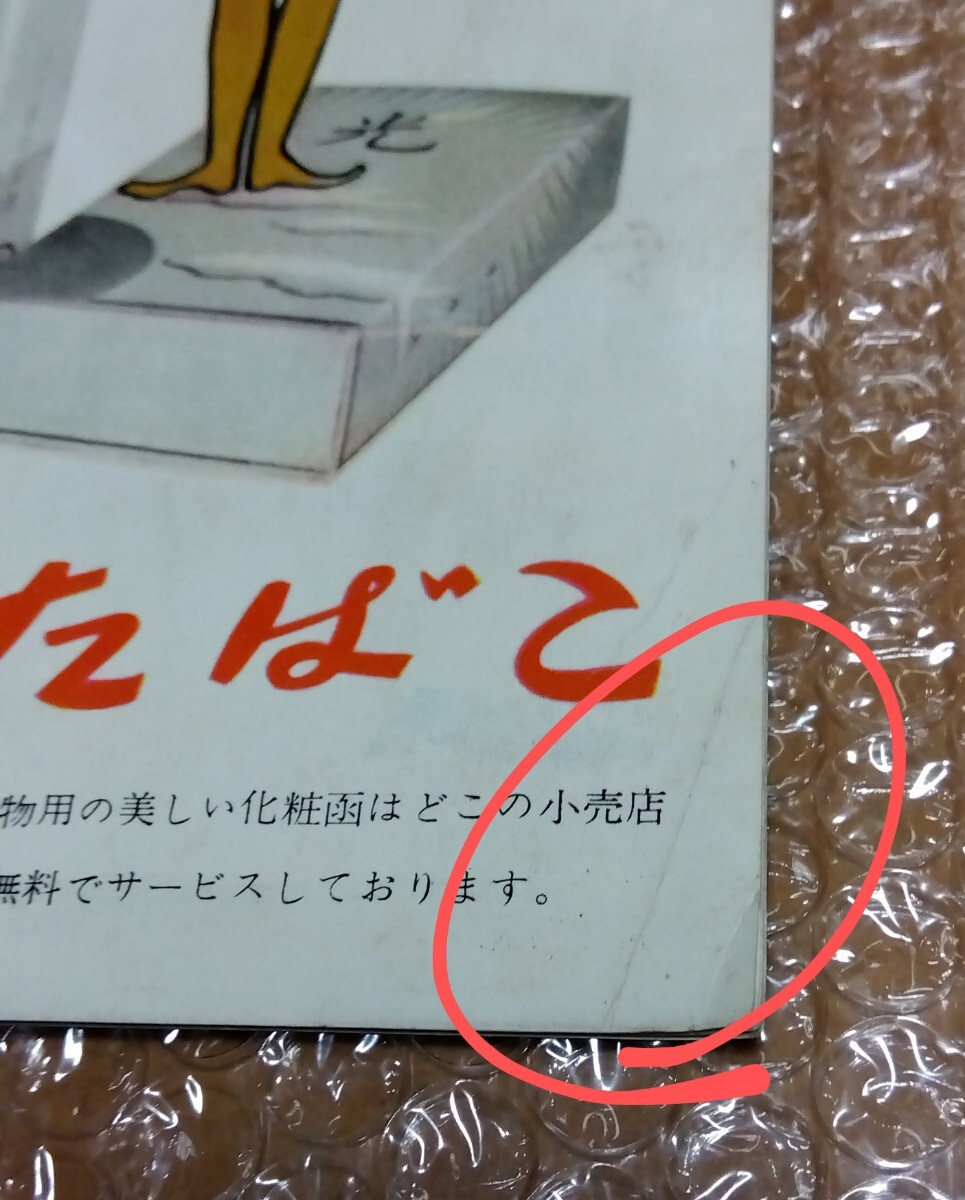 光
たばこ
物用の美しい化粧函はどこの小売店
無料でサービスしております。